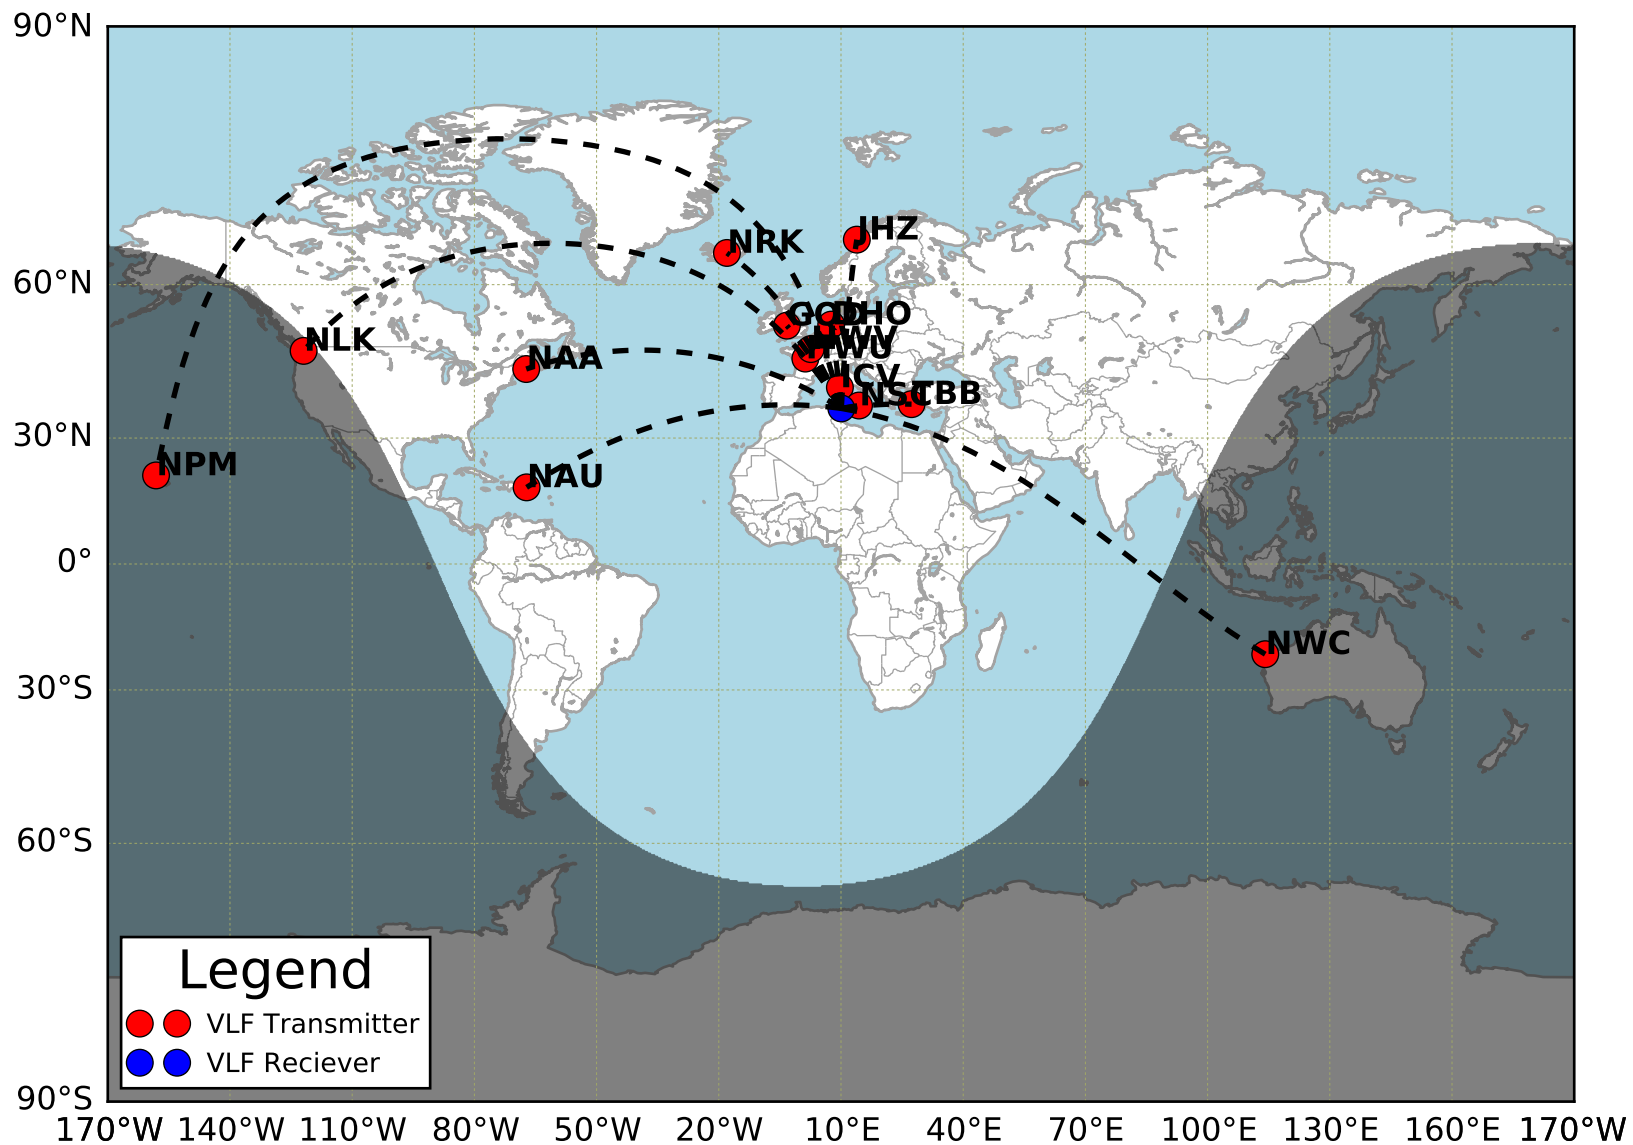 90°N
JHZ
NRK
60°N
GQD
DHO
NLK
NAA
HWU
ICV
NSC
TBB
30°N
NPM
NAU
0°
NWC
30°S
60°S
Legend
VLF Transmitter
VLF Reciever
90°S
170°W 140°W 110°W 80°W 50°W 20°W 10°E 40°E 70°E 100°E 130°E 160°E 170°W